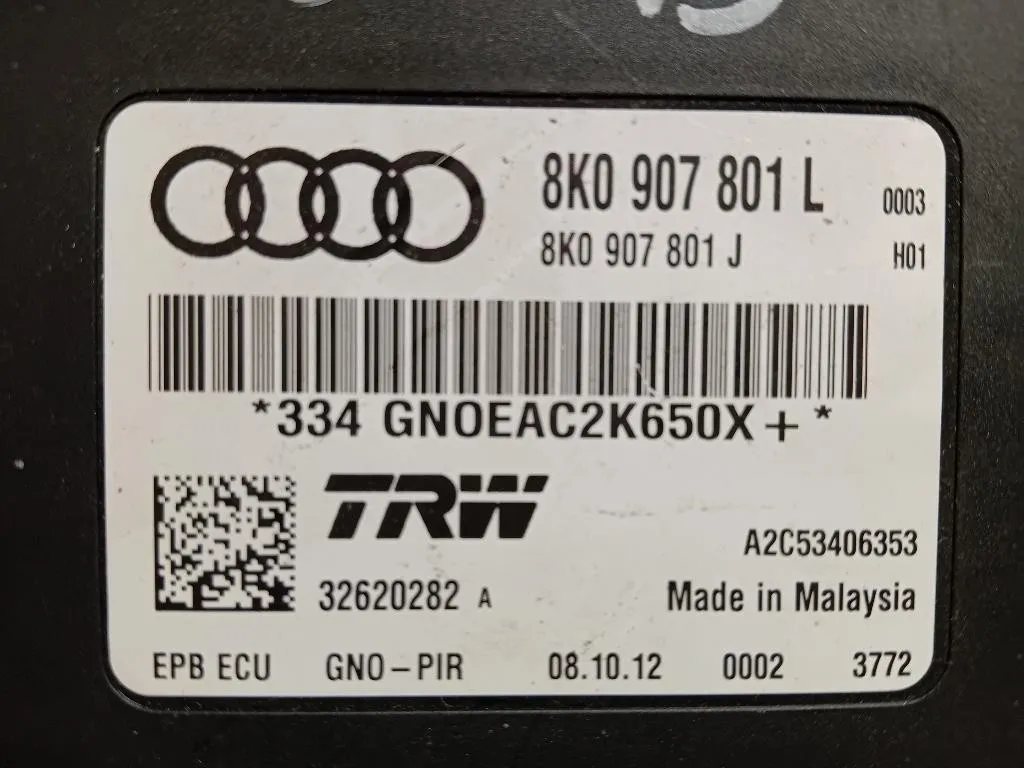 8K0 907 801 L 0003
8K0 907 801 J H01
*334 GNOEAC2K650X+*
TRW
A2C53406353
32620282 A Made in Malaysia
EPB ECU GNO-PIR 08.10.12 0002 3772